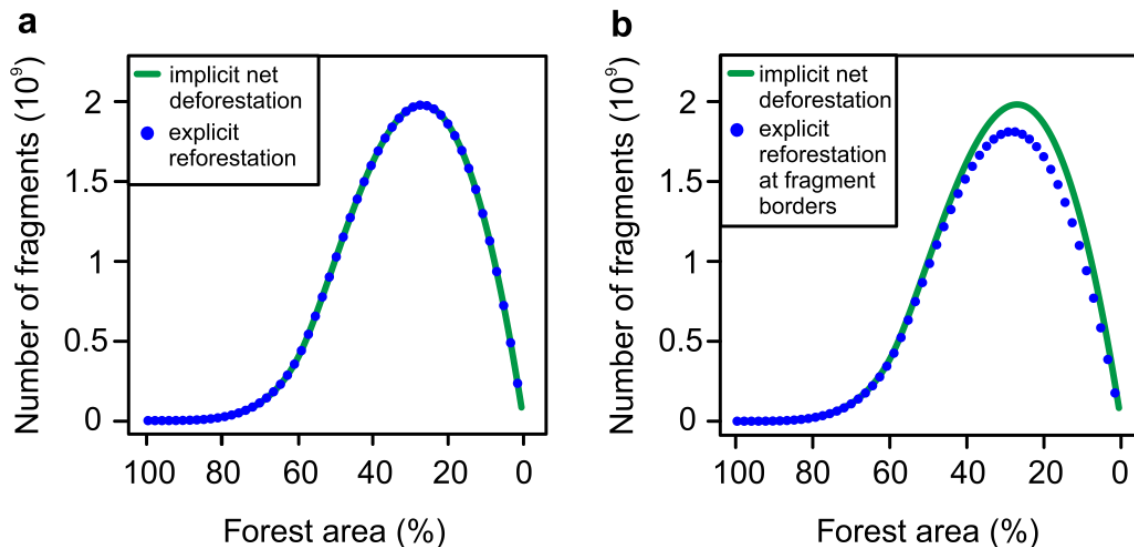 a
implicit net
deforestation
explicit
reforestation
Number of fragments (10⁹)
2
1.5
1
0.5
0
100 80 60 40 20 0
Forest area (%)
b
implicit net
deforestation
explicit
reforestation
at fragment
borders
Number of fragments (10⁹)
2
1.5
1
0.5
0
100 80 60 40 20 0
Forest area (%)